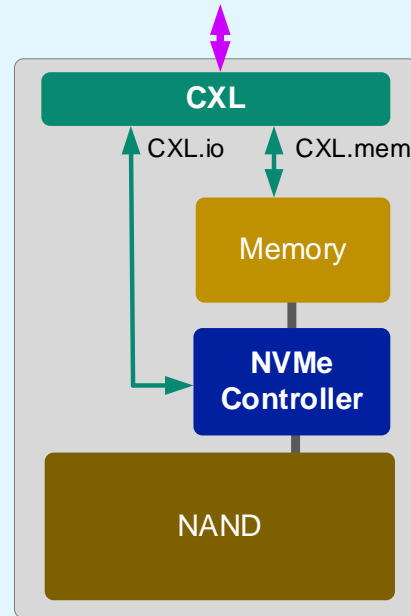 CXL
CXL.io
CXL.mem
Memory
NVMe
Controller
NAND